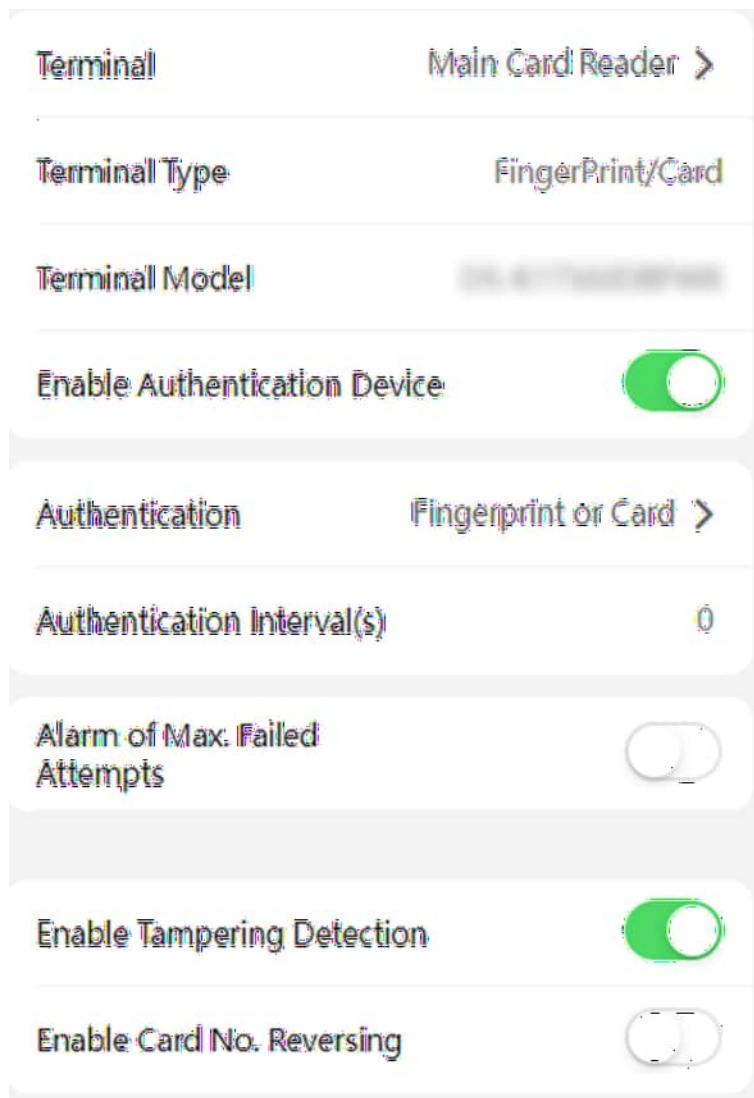 Terminal Main Card Reader
Terminal Type FingerPrint/Card
Terminal Model
Enable Authentication Device
Authentication Fingerprint or Card
Authentication Interval(s) 0
Alarm of Max. Failed
Attempts
Enable Tampering Detection
Enable Card No. Reversing